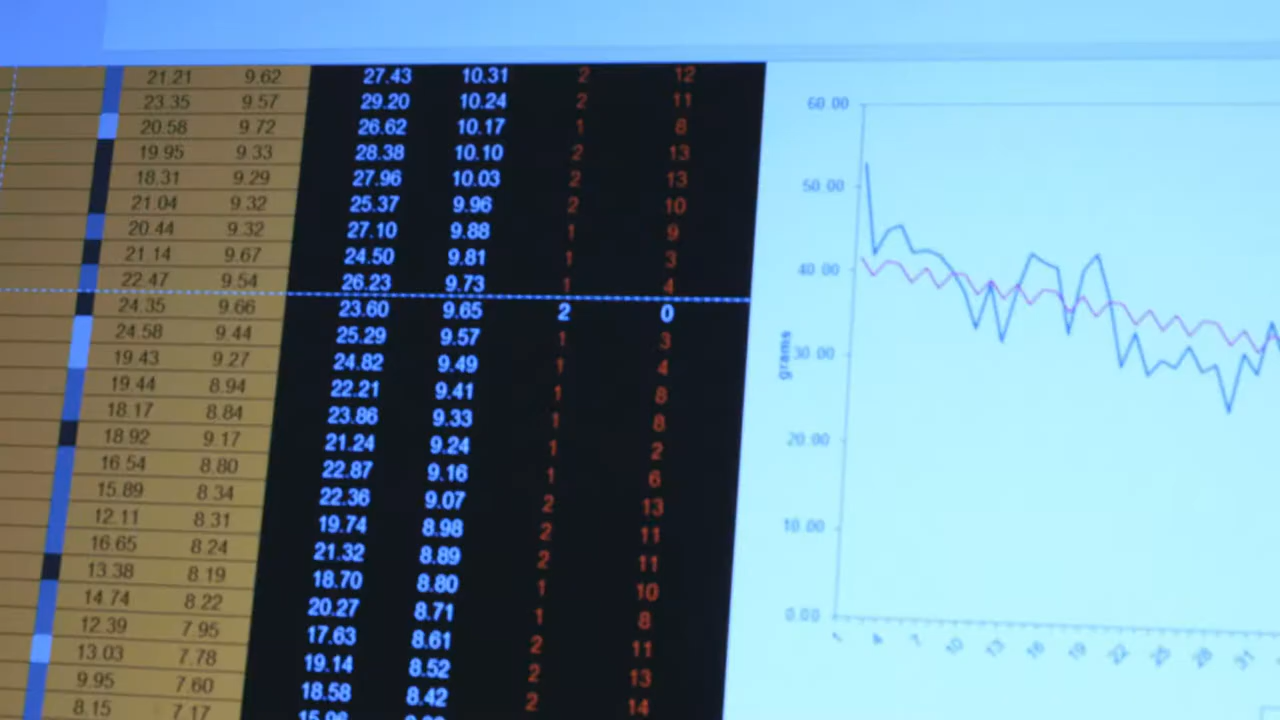 21.21 9.62 27.43 10.31 2 12
23.35 9.57 29.20 10.24 2 11
20.58 9.72 26.62 10.17 1 8
19.95 9.33 28.38 10.10 2 13
18.31 9.29 27.96 10.03 2 13
21.04 9.32 25.37 9.96 2 10
20.44 9.32 27.10 9.88 1 9
21.14 9.67 24.50 9.81 1 3
22.47 9.54 26.23 9.73 1 4
24.35 9.66 23.60 9.65 2 0
24.58 9.44 25.29 9.57 1 3
19.43 9.27 24.82 9.49 1 4
19.44 8.94 22.21 9.41 1 8
18.17 8.84 23.86 9.33 1 8
18.92 9.17 21.24 9.24 1 2
16.54 8.80 22.87 9.16 1 6
15.89 8.34 22.36 9.07 2 13
12.11 8.31 19.74 8.98 2 11
16.65 8.24 21.32 8.89 2 11
13.38 8.19 18.70 8.80 1 10
14.74 8.22 20.27 8.71 1 8
12.39 7.95 17.63 8.61 2 11
13.03 7.78 19.14 8.52 2 13
9.95 7.60 18.58 8.42 2 14
8.15 7.17
60.00
50.00
40.00
30.00
20.00
10.00
0.00
grams
1 4 7 10 13 16 19 22 25 28 31